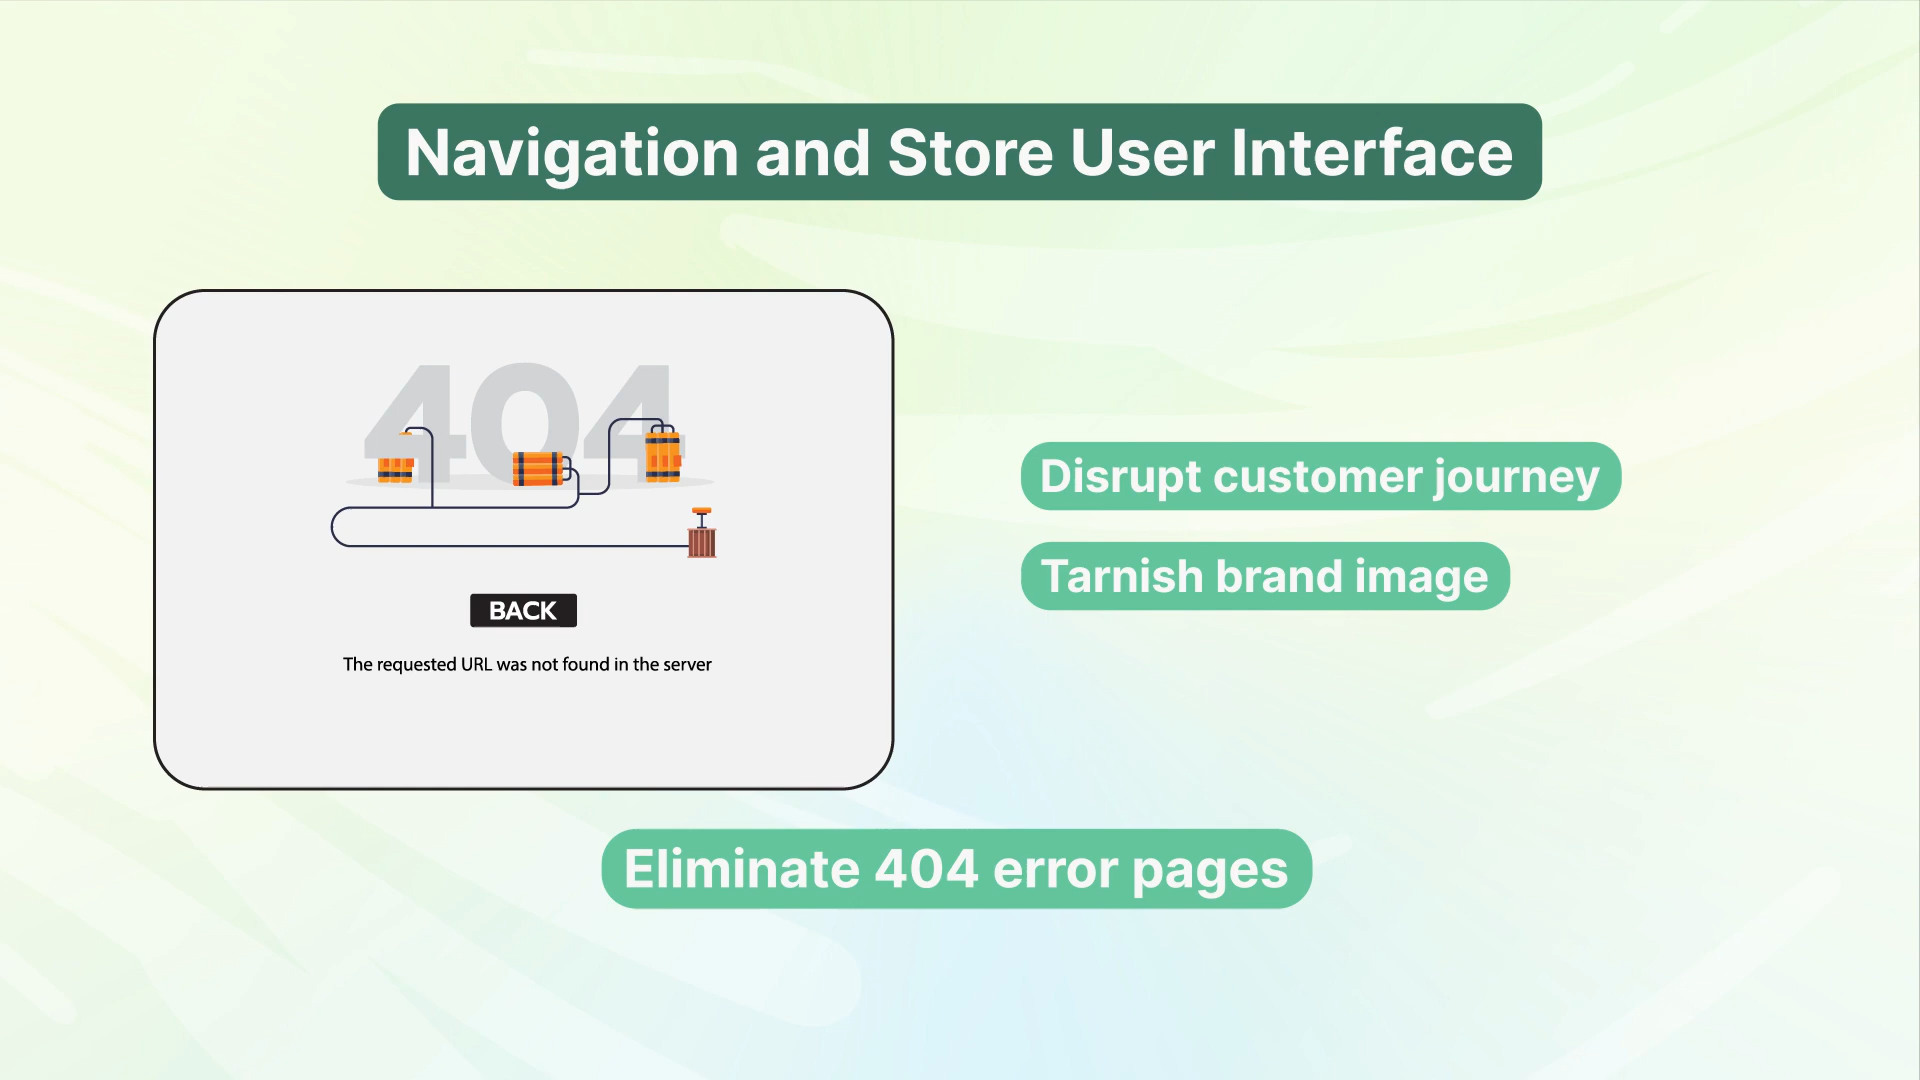 Navigation and Store User Interface
404
BACK
The requested URL was not found in the server
Disrupt customer journey
Tarnish brand image
Eliminate 404 error pages